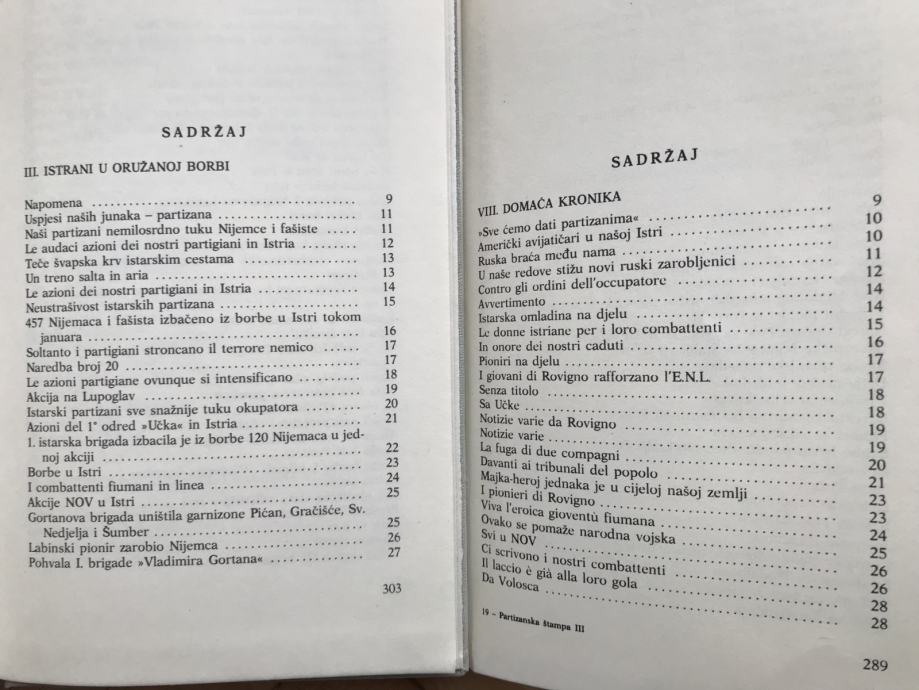 SADRŽAJ
III. ISTRANI U ORUŽANOJ BORBI
Napomena .......... 9
Uspjesi naših junaka – partizana .......... 11
Naši partizani nemilosrdno tuku Nijemce i fašiste ..... 11
Le audaci azioni dei nostri partigiani in Istria .......... 12
Teče švapska krv istarskim cestama .......... 13
Un treno salta in aria .......... 13
Le azioni dei nostri partigiani in Istria .......... 14
Neustrašivost istarskih partizana .......... 15
457 Nijemaca i fašista izbačeno iz borbe u Istri tokom
januara .......... 16
Soltanto i partigiani stroncano il terrore nemico ...... 17
Naredba broj 20 .......... 17
Le azioni partigiane ovunque si intensificano .......... 18
Akcija na Lupoglav .......... 19
Istarski partizani sve snažnije tuku okupatora ........ 20
Azioni del 1° odred »Učka« in Istria .......... 21
1. istarska brigada izbacila je iz borbe 120 Nijemaca u jed-
noj akciji .......... 22
Borbe u Istri .......... 23
I combattenti fiumani in linea .......... 24
Akcije NOV u Istri .......... 25
Gortanova brigada uništila garnizone Pićan, Gračišće, Sv.
Nedjelja i Šumber .......... 25
Labinski pionir zarobio Nijemca .......... 26
Pohvala I. brigade »Vladimira Gortana« .......... 27
303
SADRŽAJ
VIII. DOMAĆA KRONIKA
»Sve ćemo dati partizanima« .......... 9
Američki avijatičari u našoj Istri .......... 10
Ruska braća među nama .......... 10
U naše redove stižu novi ruski zarobljenici .......... 11
Contro gli ordini dell'occupatore .......... 12
Avvertimento .......... 14
Istarska omladina na djelu .......... 14
Le donne istriane per i loro combattenti .......... 15
In onore dei nostri caduti .......... 16
Pioniri na djelu .......... 17
I giovani di Rovigno rafforzano l'E.N.L. .......... 17
Senza titolo .......... 18
Sa Učke .......... 18
Notizie varie da Rovigno .......... 19
Notizie varie .......... 19
La fuga di due compagni .......... 20
Davanti ai tribunali del popolo .......... 21
Majka-heroj jednaka je u cijeloj našoj zemlji .......... 23
I pionieri di Rovigno .......... 23
Viva l'eroica gioventù fiumana .......... 24
Ovako se pomaže narodna vojska .......... 25
Svi u NOV .......... 26
Ci scrivono i nostri combattenti .......... 26
Il laccio è già alla loro gola .......... 28
Da Volosca .......... 28
19 – Partizanska štampa III
289